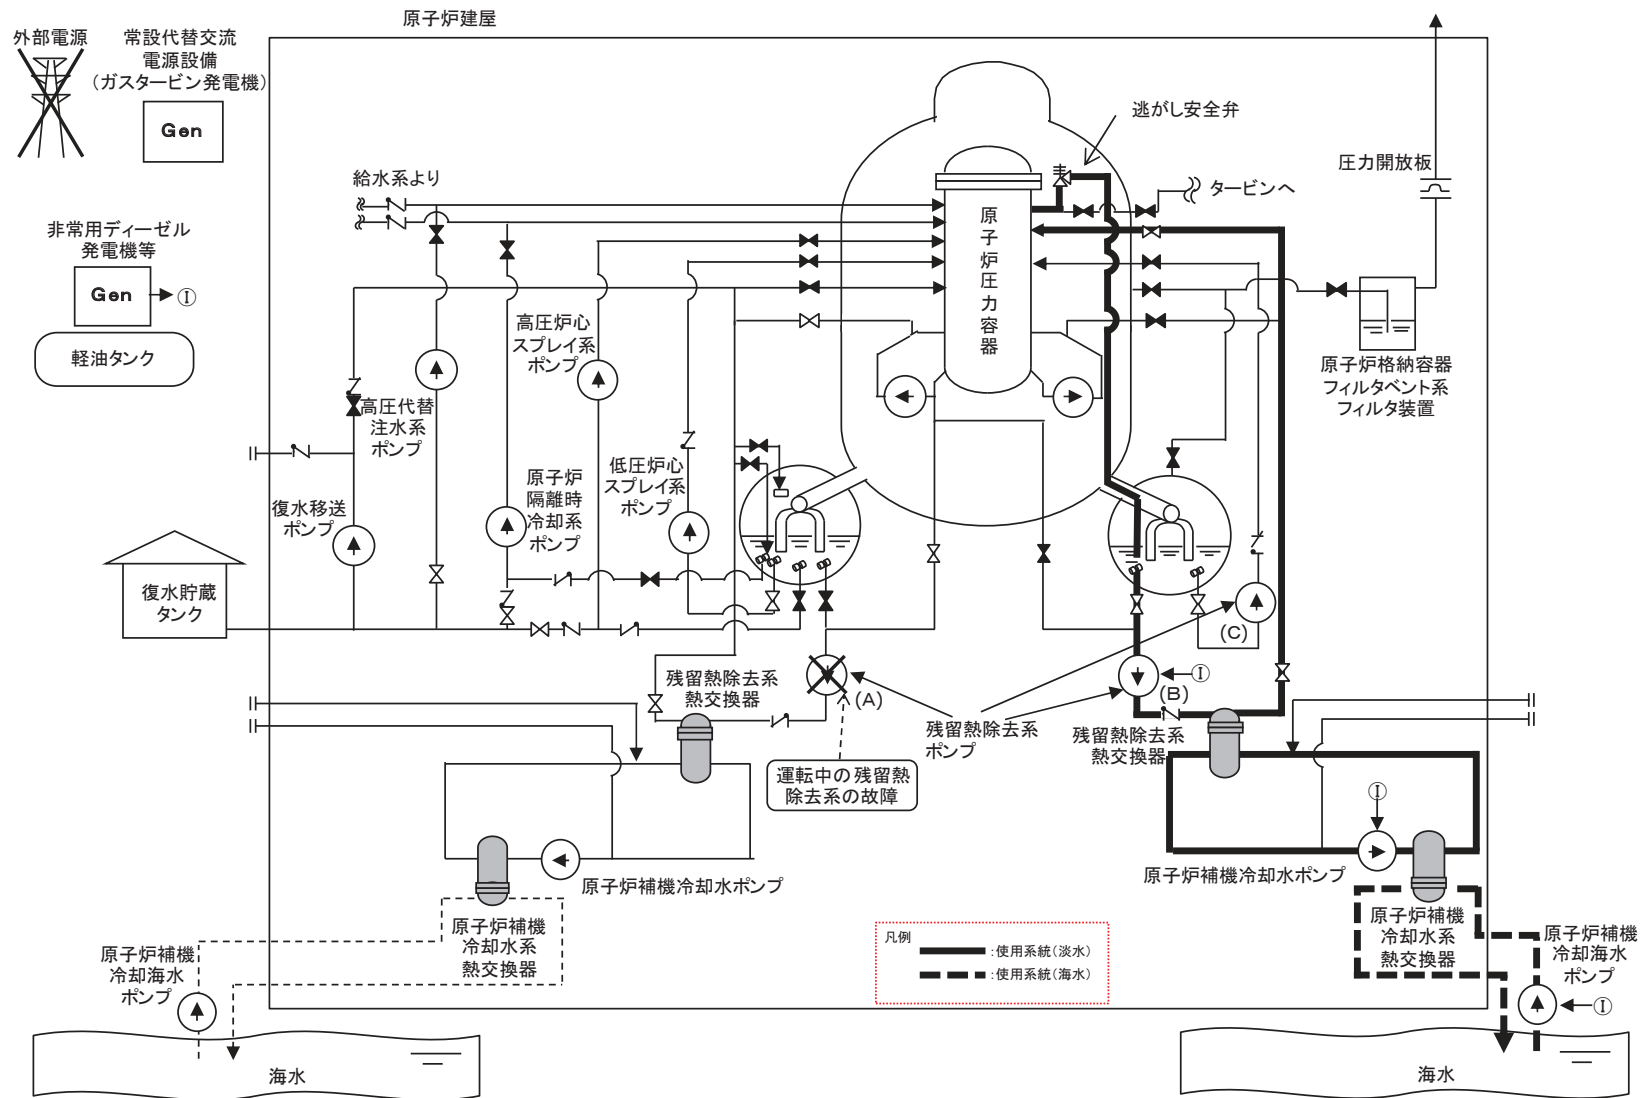 原子炉建屋
外部電源
常設代替交流
電源設備
(ガスタービン発電機)
Gen
逃がし安全弁
圧力開放板
給水系より
タービンへ
原子炉圧力容器
非常用ディーゼル
発電機等
Gen
Ⓘ
軽油タンク
高圧炉心
スプレイ系
ポンプ
原子炉格納容器
フィルタベント系
フィルタ装置
高圧代替
注水系
ポンプ
原子炉
隔離時
冷却系
ポンプ
低圧炉心
スプレイ系
ポンプ
復水移送
ポンプ
復水貯蔵
タンク
(C)
残留熱除去系
熱交換器
(A)
Ⓘ
(B)
残留熱除去系
ポンプ
残留熱除去系
熱交換器
運転中の残留熱
除去系の故障
Ⓘ
原子炉補機冷却水ポンプ
原子炉補機冷却水ポンプ
原子炉補機
冷却水系
熱交換器
原子炉補機
冷却海水
ポンプ
凡例
:使用系統(淡水)
:使用系統(海水)
原子炉補機
冷却水系
熱交換器
原子炉補機
冷却海水
ポンプ
Ⓘ
海水
海水